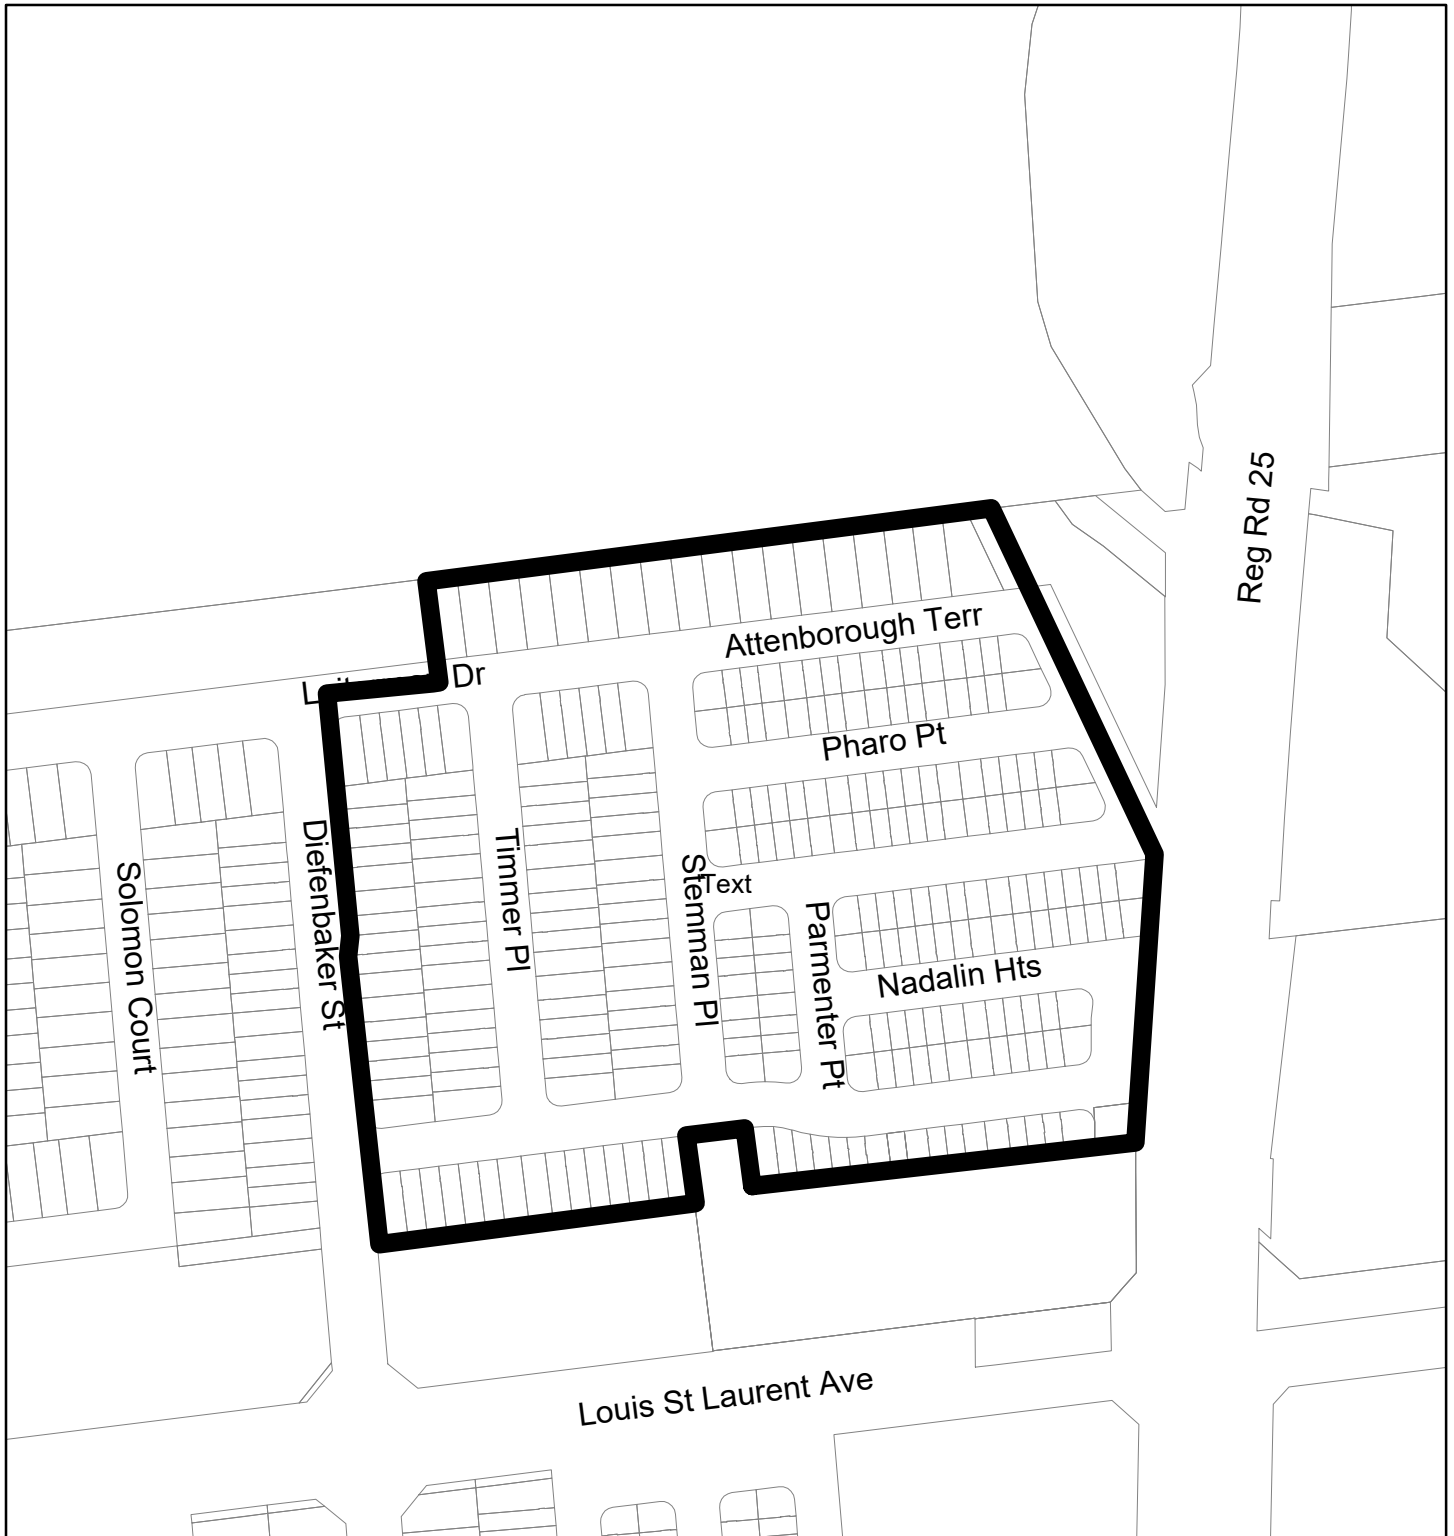 Reg Rd 25
Attenborough Terr
Dr
Pharo Pt
Diefenbaker St
Timmer Pl
Solomon Court
Stemman Pl
Text
Parmenter Pt
Nadalin Hts
Louis St Laurent Ave